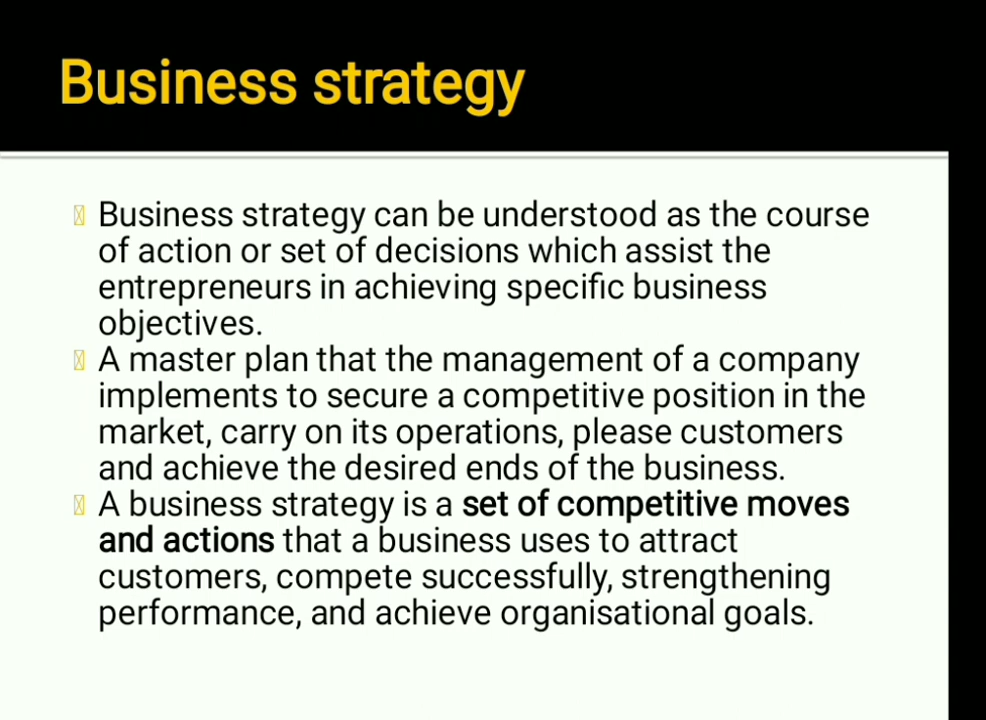 Business strategy
Business strategy can be understood as the course
of action or set of decisions which assist the
entrepreneurs in achieving specific business
objectives.
A master plan that the management of a company
implements to secure a competitive position in the
market, carry on its operations, please customers
and achieve the desired ends of the business.
A business strategy is a set of competitive moves
and actions that a business uses to attract
customers, compete successfully, strengthening
performance, and achieve organisational goals.